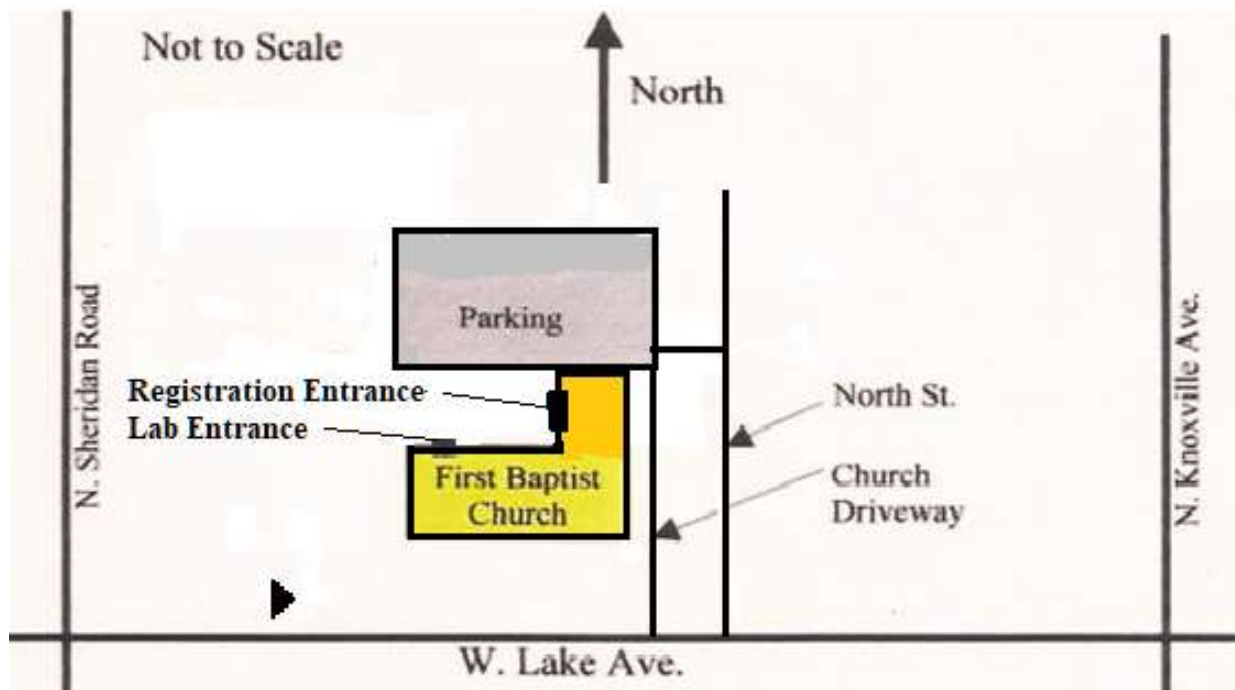 Not to Scale
North
N. Sheridan Road
Parking
Registration Entrance
Lab Entrance
First Baptist
Church
North St.
Church
Driveway
N. Knoxville Ave.
W. Lake Ave.